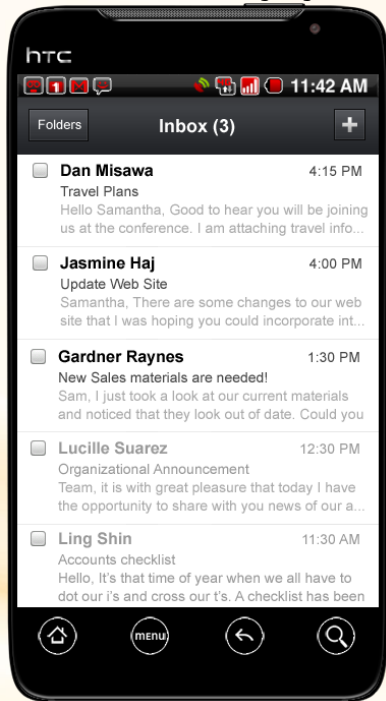 hTC
1
11:42 AM
Folders
Inbox (3)
+
Dan Misawa 4:15 PM
Travel Plans
Hello Samantha, Good to hear you will be joining
us at the conference. I am attaching travel info...
Jasmine Haj 4:00 PM
Update Web Site
Samantha, There are some changes to our web
site that I was hoping you could incorporate int...
Gardner Raynes 1:30 PM
New Sales materials are needed!
Sam, I just took a look at our current materials
and noticed that they look out of date. Could you
Lucille Suarez 12:30 PM
Organizational Announcement
Team, it is with great pleasure that today I have
the opportunity to share with you news of our a...
Ling Shin 11:30 AM
Accounts checklist
Hello, It's that time of year when we all have to
dot our i's and cross our t's. A checklist has been
MENU